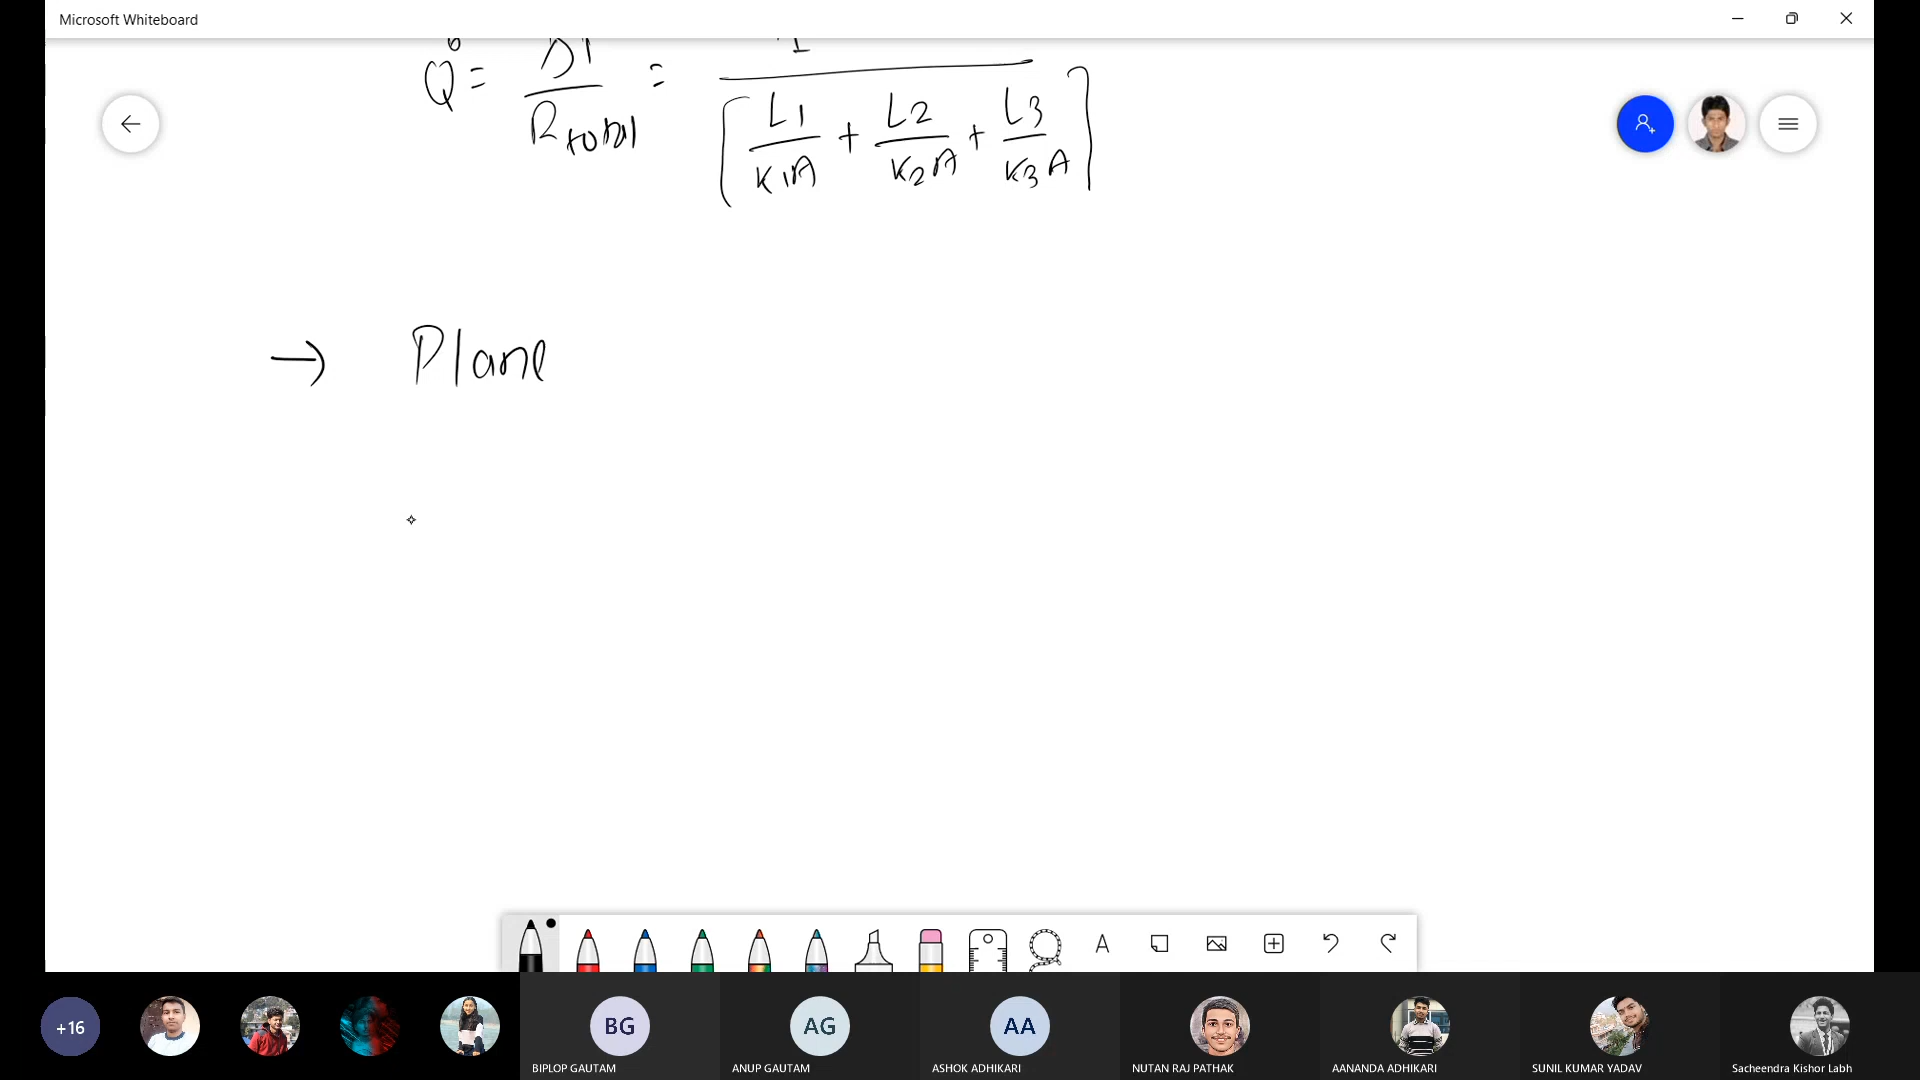 Microsoft Whiteboard
Q = ΔT / R total = / [ L1 / K1A + L2 / K2A + L3 / K3A ]
→ Plane
A
+16
BG
AG
AA
BIPLOP GAUTAM
ANUP GAUTAM
ASHOK ADHIKARI
NUTAN RAJ PATHAK
AANANDA ADHIKARI
SUNIL KUMAR YADAV
Sacheendra Kishor Labh